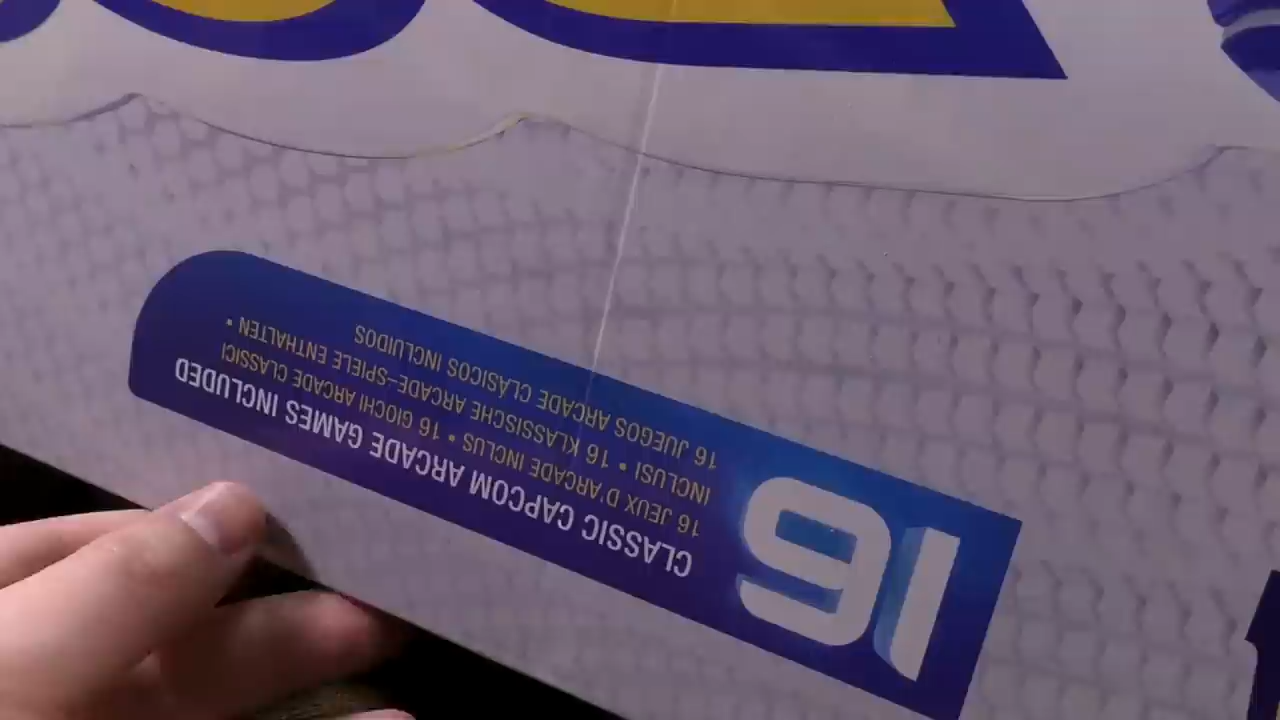 16
CLASSIC CAPCOM ARCADE GAMES INCLUDED
16 JEUX D'ARCADE INCLUS • 16 GIOCHI ARCADE CLASSICI
INCLUSI • 16 KLASSISCHE ARCADE-SPIELE ENTHALTEN •
16 JUEGOS ARCADE CLÁSICOS INCLUIDOS